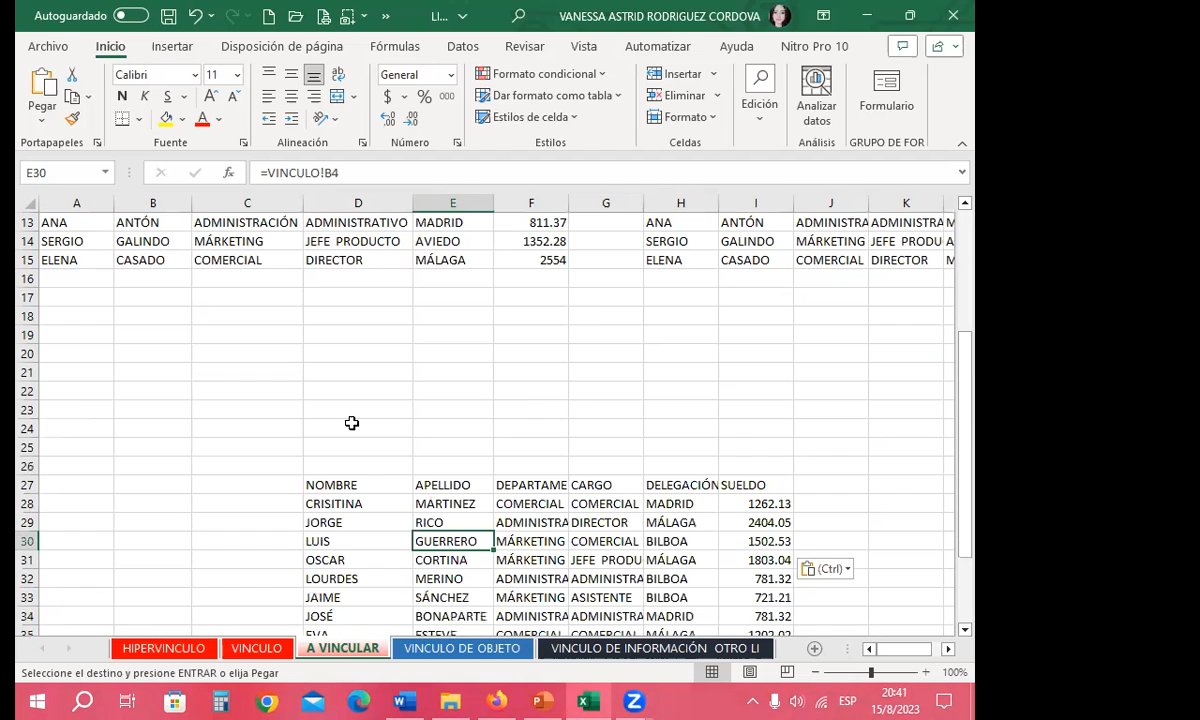 Autoguardado
LI...
VANESSA ASTRID RODRIGUEZ CORDOVA
Archivo Inicio Insertar Disposición de página Fórmulas Datos Revisar Vista Automatizar Ayuda Nitro Pro 10
Pegar
Calibri 11
N K S
General
$ % 000
Formato condicional
Dar formato como tabla
Estilos de celda
Insertar
Eliminar
Formato
Edición
Analizar datos
Formulario
Portapapeles Fuente Alineación Número Estilos Celdas Análisis GRUPO DE FOR
E30 fx =VINCULO!B4
A B C D E F G H I J K
13 ANA ANTÓN ADMINISTRACIÓN ADMINISTRATIVO MADRID 811.37 ANA ANTÓN ADMINISTRA ADMINISTRA M
14 SERGIO GALINDO MÁRKETING JEFE PRODUCTO AVIEDO 1352.28 SERGIO GALINDO MÁRKETING JEFE PRODU A
15 ELENA CASADO COMERCIAL DIRECTOR MÁLAGA 2554 ELENA CASADO COMERCIAL DIRECTOR M
16
17
18
19
20
21
22
23
24
25
26
27 NOMBRE APELLIDO DEPARTAME CARGO DELEGACIÓN SUELDO
28 CRISITINA MARTINEZ COMERCIAL COMERCIAL MADRID 1262.13
29 JORGE RICO ADMINISTRA DIRECTOR MÁLAGA 2404.05
30 LUIS GUERRERO MÁRKETING COMERCIAL BILBOA 1502.53
31 OSCAR CORTINA MÁRKETING JEFE PRODU MÁLAGA 1803.04
(Ctrl)
32 LOURDES MERINO ADMINISTRA ADMINISTRA BILBOA 781.32
33 JAIME SÁNCHEZ MÁRKETING ASISTENTE BILBOA 721.21
34 JOSÉ BONAPARTE ADMINISTRA ADMINISTRA MADRID 781.32
35 EVA ESTEVE COMERCIAL COMERCIAL MÁLAGA 1202.02
HIPERVINCULO VINCULO A VINCULAR VINCULO DE OBJETO VINCULO DE INFORMACIÓN OTRO LI
Seleccione el destino y presione ENTRAR o elija Pegar 100%
ESP
20:41
15/8/2023